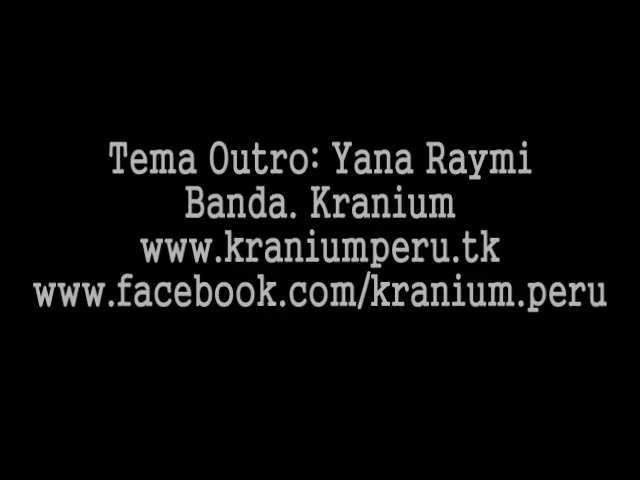 Tema Outro: Yana Raymi
Banda. Kranium
www.kraniumperu.tk
www.facebook.com/kranium.peru